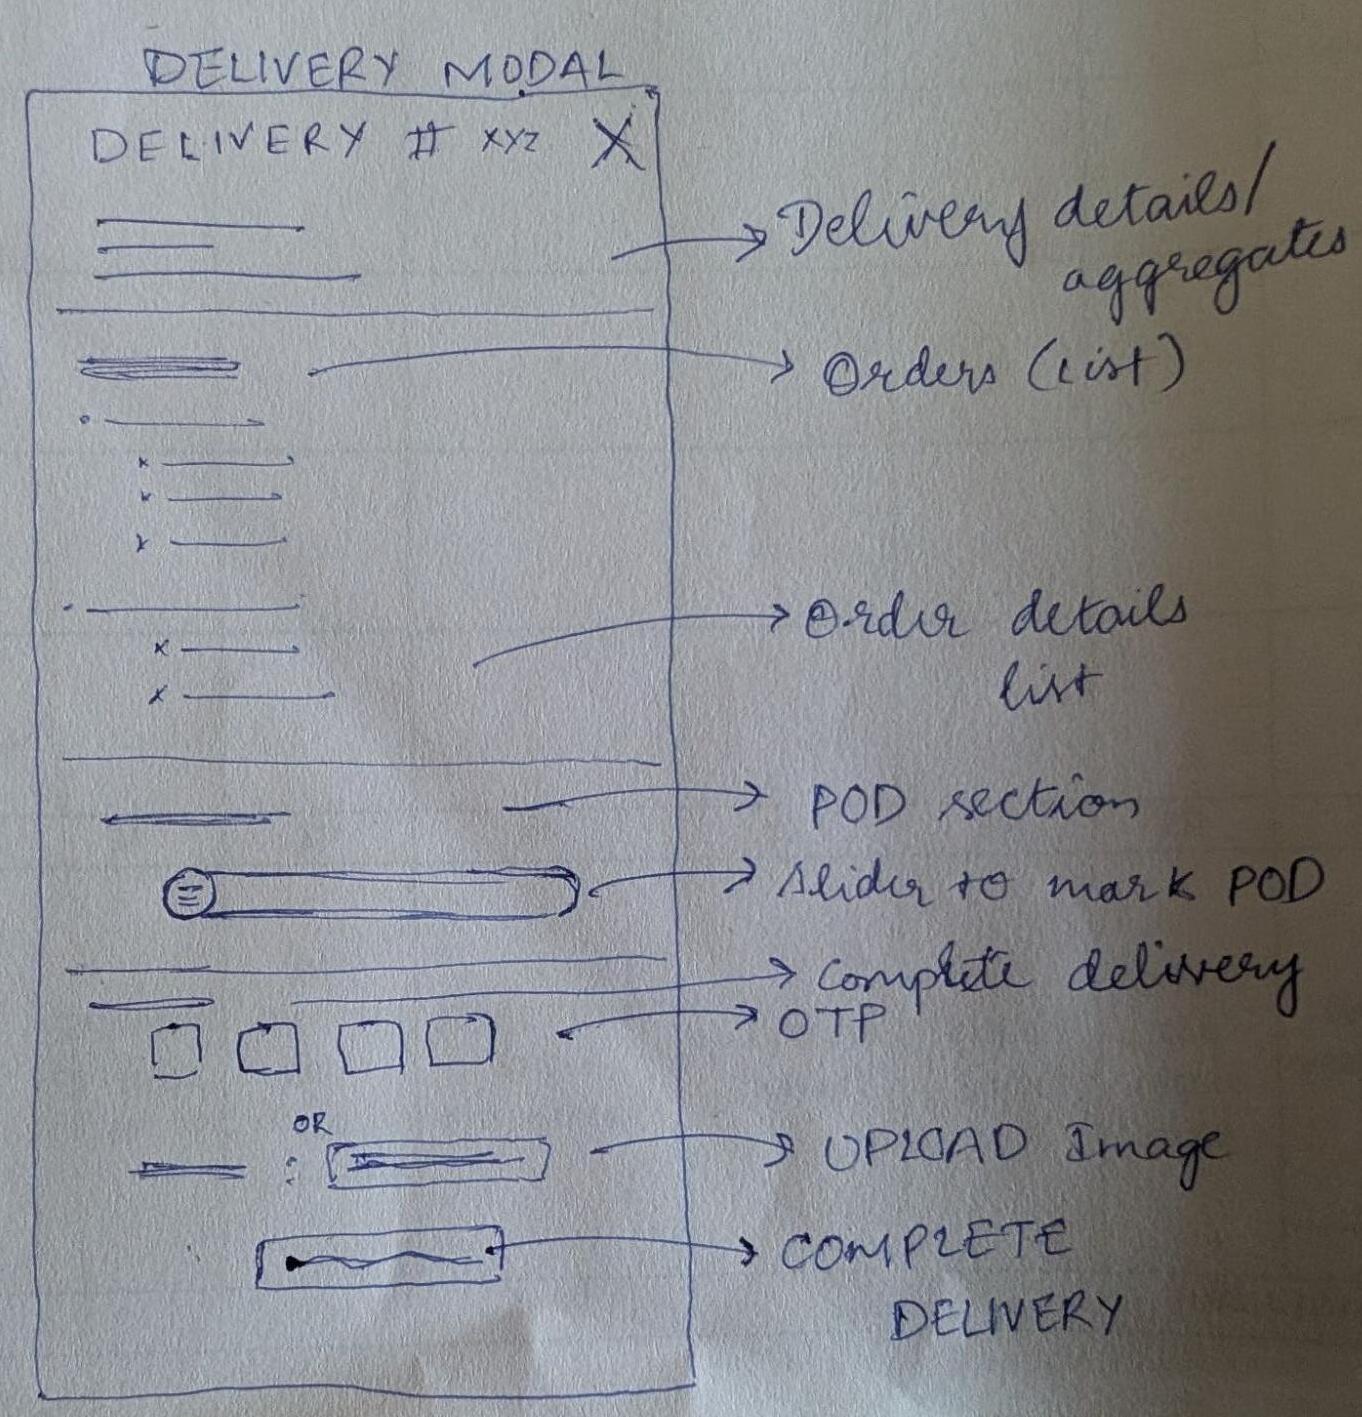 DELIVERY MODAL
DELIVERY # XYZ X
Delivery details/
aggregates
Orders (List)
Order details
list
POD section
Slider to mark POD
Complete delivery
OTP
OR
UPLOAD Image
COMPLETE
DELIVERY